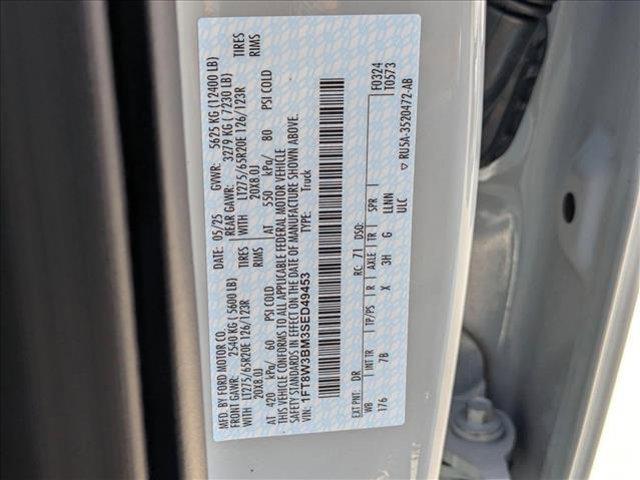 MFD. BY FORD MOTOR CO. 05/25 GVWR: 5625 KG (12400 LB)
FRONT GAWR: 2540 KG (5600 LB) REAR GAWR: 3279 KG (7230 LB)
WITH LT275/65R20E 126/123R TIRES WITH LT275/65R20E 126/123R TIRES
20X8.0J RIMS 20X8.0J RIMS
AT 420 kPa/ 60 PSI COLD AT 550 kPa/ 80 PSI COLD
THIS VEHICLE CONFORMS TO ALL APPLICABLE FEDERAL MOTOR VEHICLE
SAFETY STANDARDS IN EFFECT ON THE DATE OF MANUFACTURE SHOWN ABOVE.
VIN: 1FT8W3BM3SED49453 TYPE: Truck
EXT PNT: DR RC: 71 DSO: F0324
T0573
WB INT TR TP/PS R AXLE TR SPR
176 7B X 3H G LLNN
ULC ▽ RU5A-3520472-AB